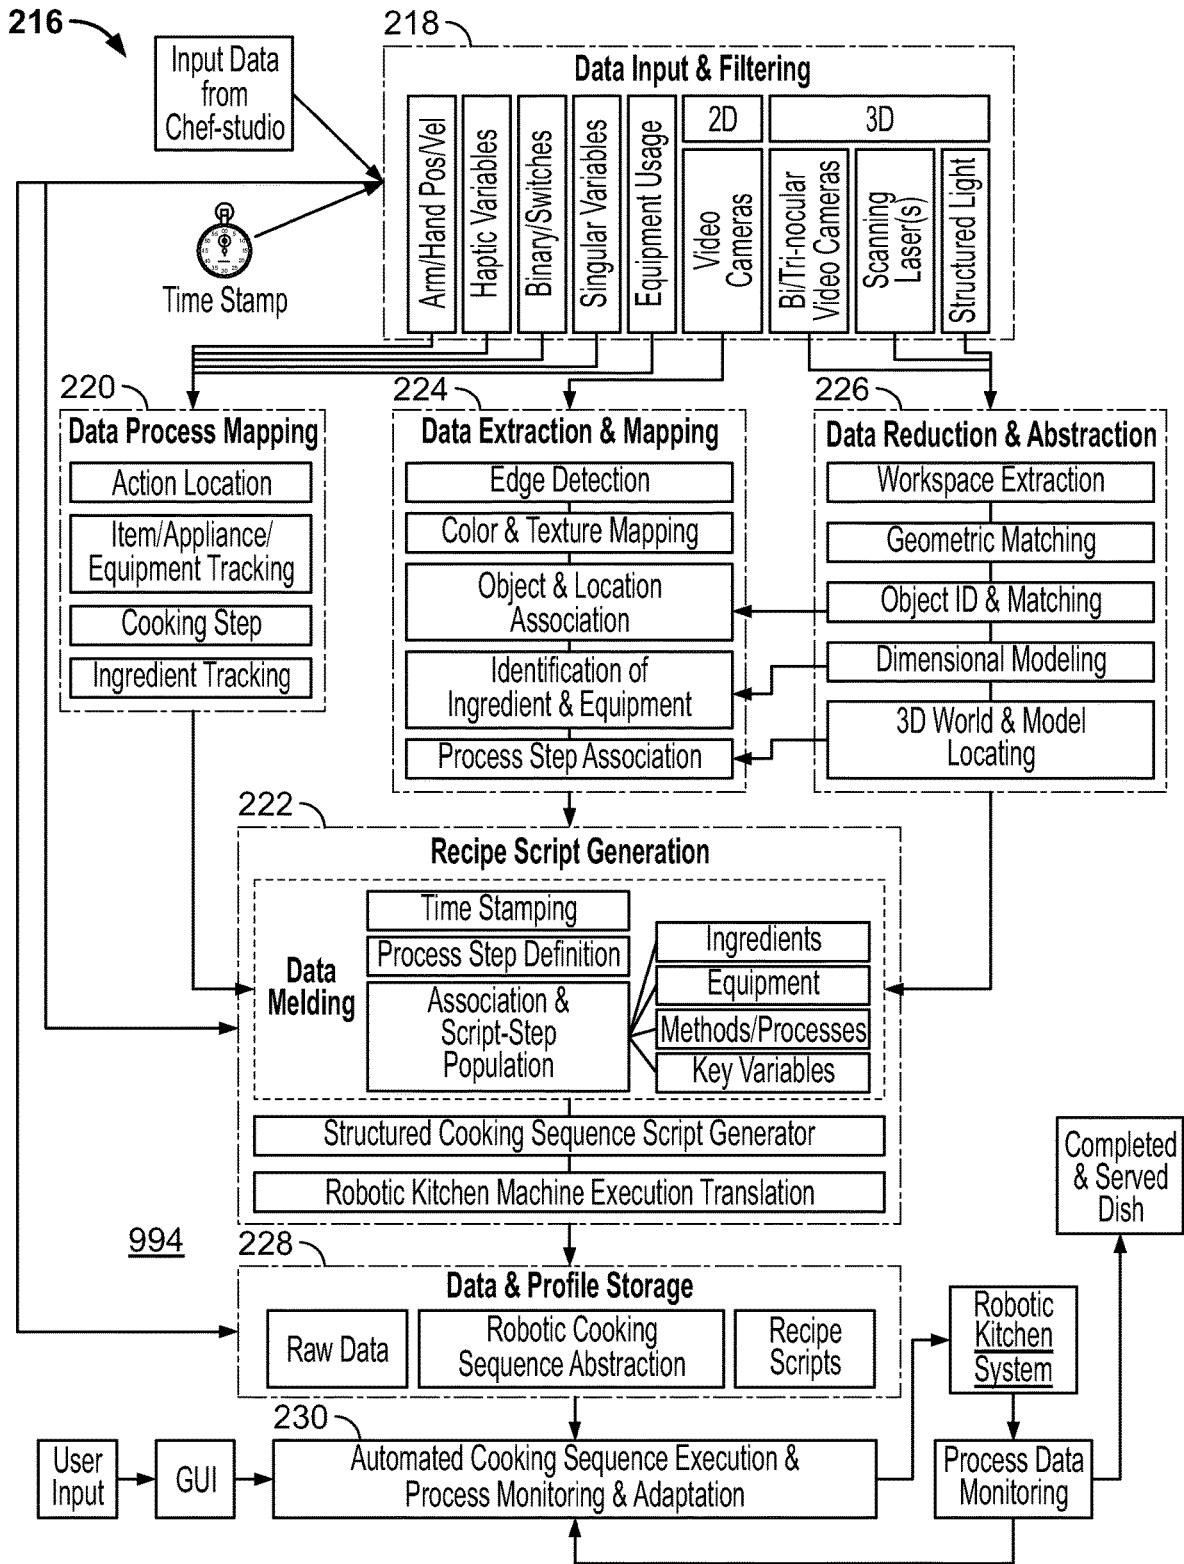 216
Input Data
from
Chef-studio
Time Stamp
218
Data Input & Filtering
Arm/Hand Pos/Vel
Haptic Variables
Binary/Switches
Singular Variables
Equipment Usage
2D
Video
Cameras
3D
Bi/Tri-nocular
Video Cameras
Scanning
Laser(s)
Structured Light
220
Data Process Mapping
Action Location
Item/Appliance/
Equipment Tracking
Cooking Step
Ingredient Tracking
224
Data Extraction & Mapping
Edge Detection
Color & Texture Mapping
Object & Location
Association
Identification of
Ingredient & Equipment
Process Step Association
226
Data Reduction & Abstraction
Workspace Extraction
Geometric Matching
Object ID & Matching
Dimensional Modeling
3D World & Model
Locating
222
Recipe Script Generation
Data
Melding
Time Stamping
Process Step Definition
Association &
Script-Step
Population
Ingredients
Equipment
Methods/Processes
Key Variables
Structured Cooking Sequence Script Generator
Robotic Kitchen Machine Execution Translation
994
228
Data & Profile Storage
Raw Data
Robotic Cooking
Sequence Abstraction
Recipe
Scripts
230
User
Input
GUI
Automated Cooking Sequence Execution &
Process Monitoring & Adaptation
Robotic
Kitchen
System
Process Data
Monitoring
Completed
& Served
Dish